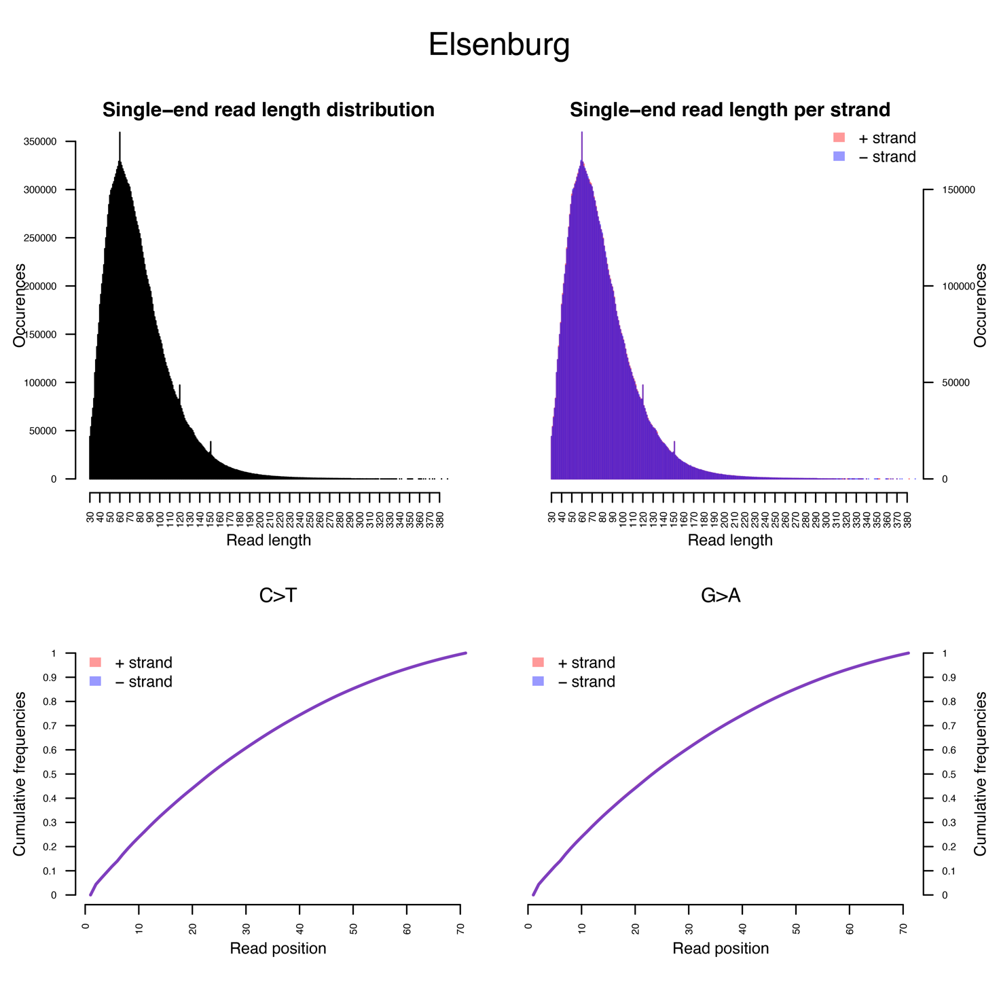 Elsenburg
Single−end read length distribution
Occurences
350000
300000
250000
200000
150000
100000
50000
0
30 40 50 60 70 80 90 100 110 120 130 140 150 160 170 180 190 200 210 220 230 240 250 260 270 280 290 300 310 320 330 340 350 360 370 380
Read length
Single−end read length per strand
+ strand
− strand
150000
100000
50000
0
Occurences
30 40 50 60 70 80 90 100 110 120 130 140 150 160 170 180 190 200 210 220 230 240 250 260 270 280 290 300 310 320 330 340 350 360 370 380
Read length
C>T
+ strand
− strand
Cumulative frequencies
1
0.9
0.8
0.7
0.6
0.5
0.4
0.3
0.2
0.1
0
0 10 20 30 40 50 60 70
Read position
G>A
+ strand
− strand
1
0.9
0.8
0.7
0.6
0.5
0.4
0.3
0.2
0.1
0
Cumulative frequencies
0 10 20 30 40 50 60 70
Read position